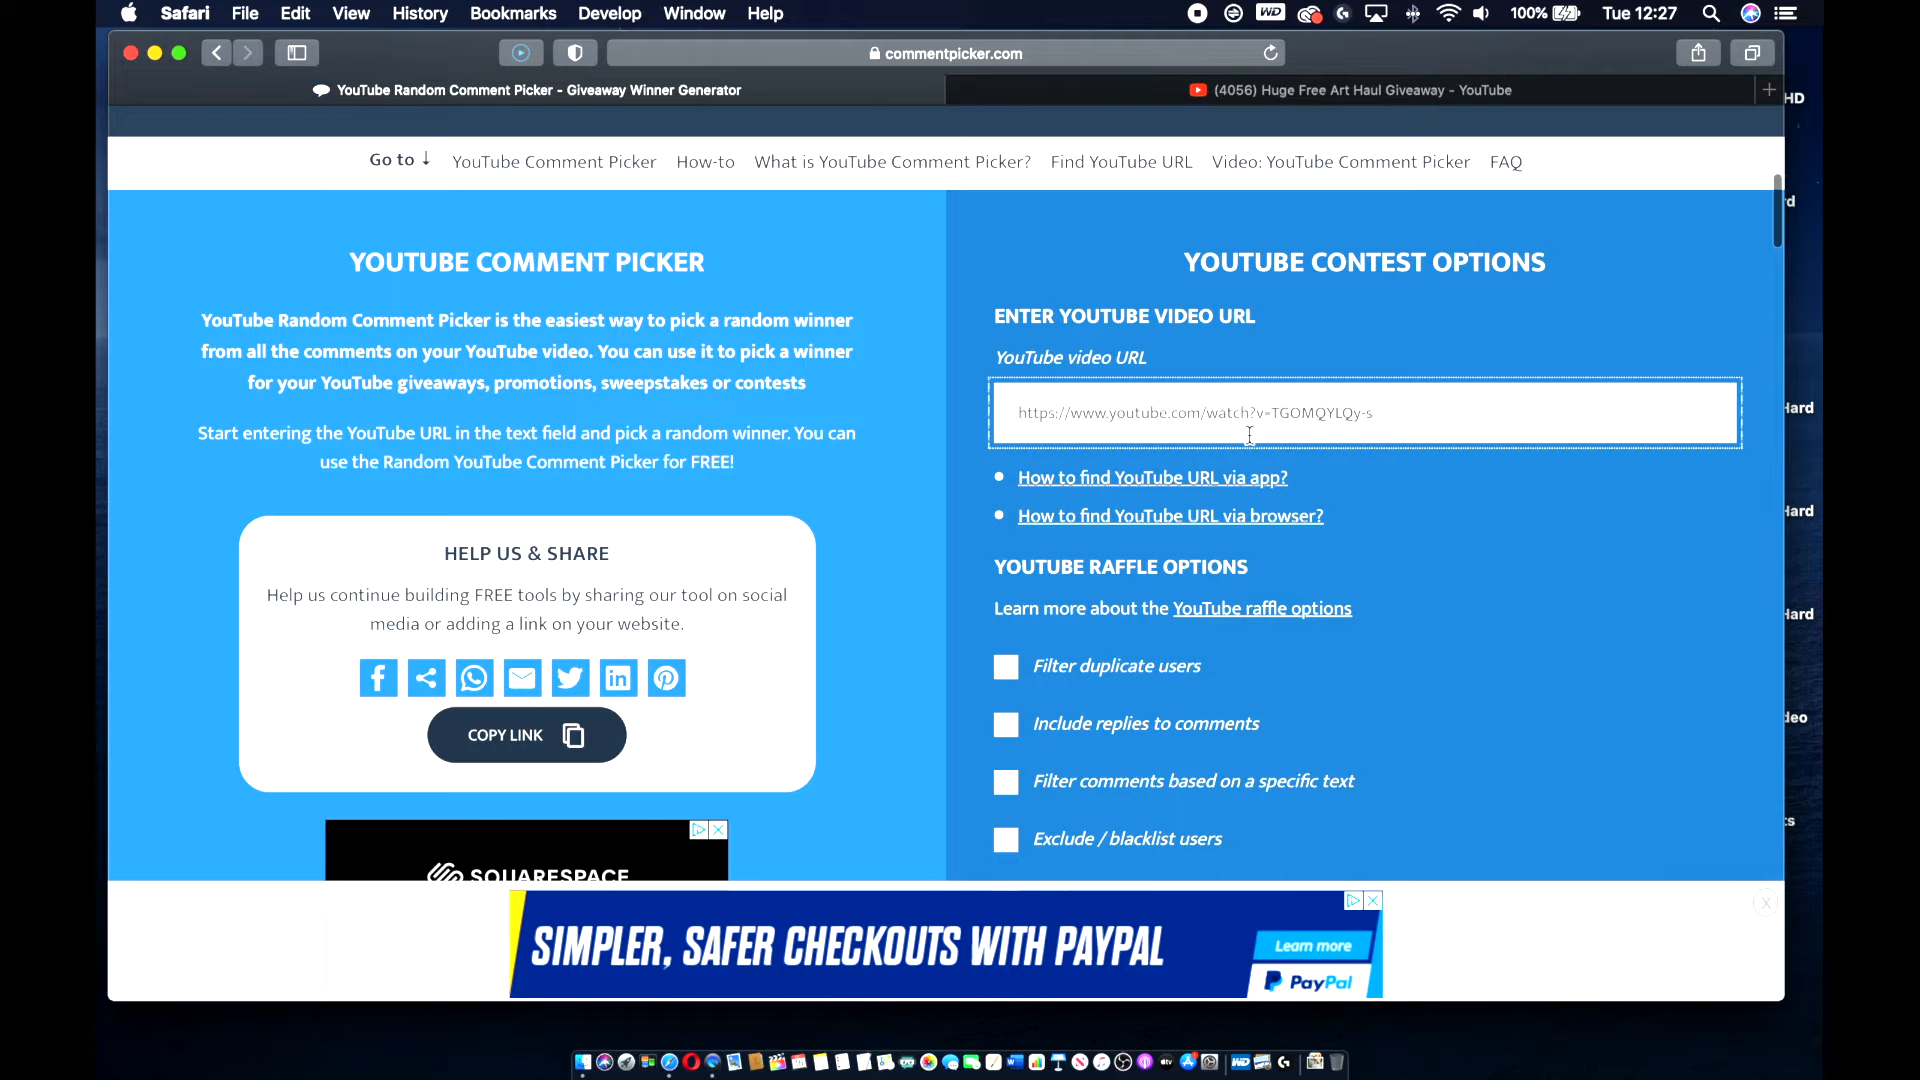 Safari File Edit View History Bookmarks Develop Window Help
WD 100% Tue 12:27
commentpicker.com
YouTube Random Comment Picker - Giveaway Winner Generator
(4056) Huge Free Art Haul Giveaway - YouTube
HD
Go to ↓ YouTube Comment Picker How-to What is YouTube Comment Picker? Find YouTube URL Video: YouTube Comment Picker FAQ
YOUTUBE COMMENT PICKER
YouTube Random Comment Picker is the easiest way to pick a random winner
from all the comments on your YouTube video. You can use it to pick a winner
for your YouTube giveaways, promotions, sweepstakes or contests
Start entering the YouTube URL in the text field and pick a random winner. You can
use the Random YouTube Comment Picker for FREE!
HELP US & SHARE
Help us continue building FREE tools by sharing our tool on social
media or adding a link on your website.
COPY LINK
SQUARESPACE
YOUTUBE CONTEST OPTIONS
ENTER YOUTUBE VIDEO URL
YouTube video URL
https://www.youtube.com/watch?v=TGOMQYLQy-s
How to find YouTube URL via app?
How to find YouTube URL via browser?
YOUTUBE RAFFLE OPTIONS
Learn more about the YouTube raffle options
Filter duplicate users
Include replies to comments
Filter comments based on a specific text
Exclude / blacklist users
SIMPLER, SAFER CHECKOUTS WITH PAYPAL
Learn more
PayPal
X